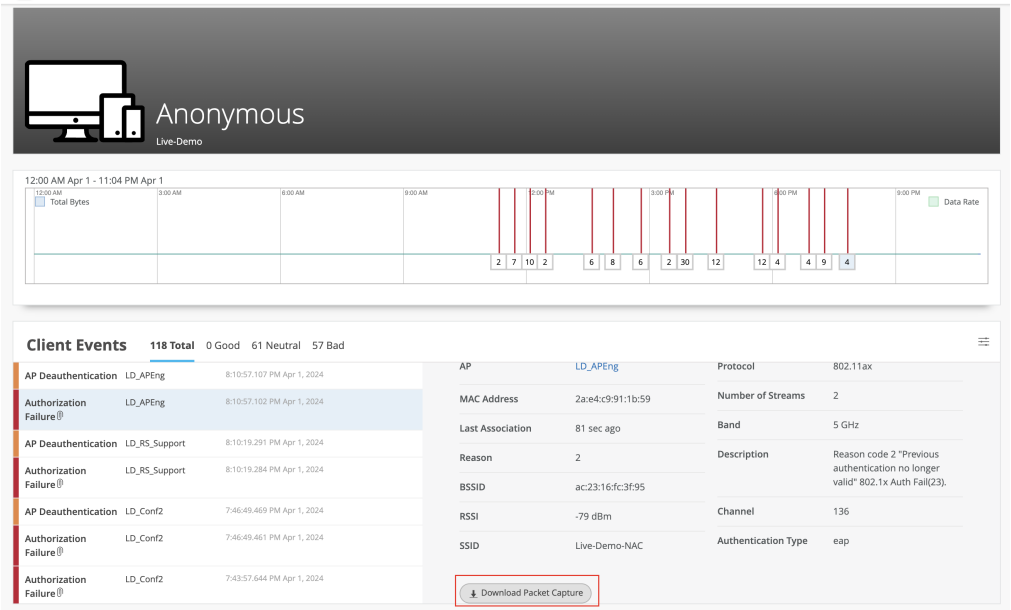 Anonymous
Live-Demo
12:00 AM Apr 1 - 11:04 PM Apr 1
12:00 AM 3:00 AM 6:00 AM 9:00 AM 12:00 PM 3:00 PM 6:00 PM 9:00 PM
Total Bytes Data Rate
2 7 10 2 6 8 6 2 30 12 12 4 4 9 4
Client Events 118 Total 0 Good 61 Neutral 57 Bad
AP Deauthentication LD_APEng 8:10:57.107 PM Apr 1, 2024
Authorization Failure LD_APEng 8:10:57.102 PM Apr 1, 2024
AP Deauthentication LD_RS_Support 8:10:19.291 PM Apr 1, 2024
Authorization Failure LD_RS_Support 8:10:19.284 PM Apr 1, 2024
AP Deauthentication LD_Conf2 7:46:49.469 PM Apr 1, 2024
Authorization Failure LD_Conf2 7:46:49.461 PM Apr 1, 2024
Authorization Failure LD_Conf2 7:43:57.644 PM Apr 1, 2024
AP LD_APEng
MAC Address 2a:e4:c9:91:1b:59
Last Association 81 sec ago
Reason 2
BSSID ac:23:16:fc:3f:95
RSSI -79 dBm
SSID Live-Demo-NAC
Protocol 802.11ax
Number of Streams 2
Band 5 GHz
Description Reason code 2 "Previous
authentication no longer
valid" 802.1x Auth Fail(23).
Channel 136
Authentication Type eap
Download Packet Capture